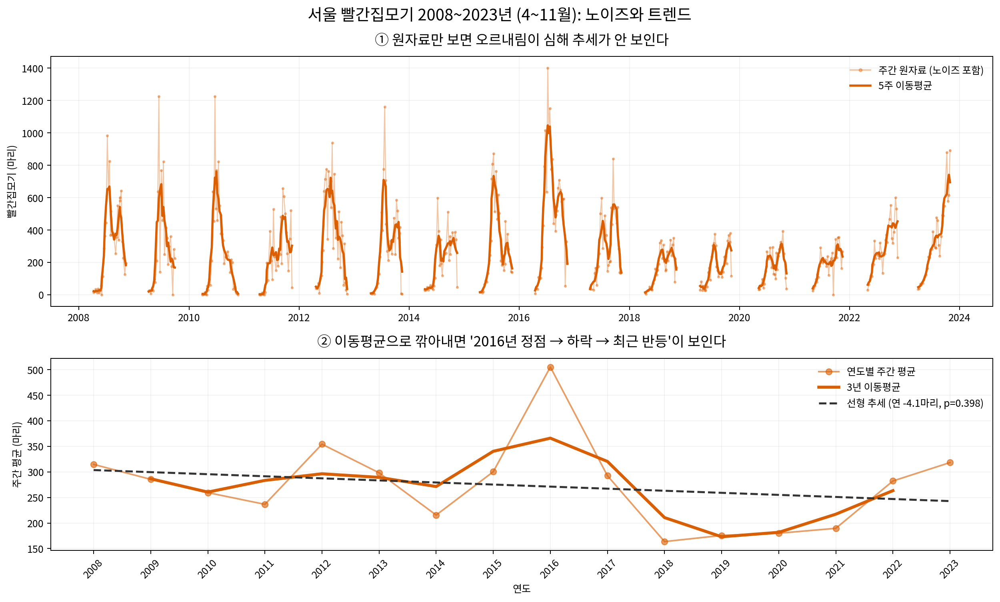 서울 빨간집모기 2008~2023년 (4~11월): 노이즈와 트렌드
① 원자료만 보면 오르내림이 심해 추세가 안 보인다
빨간집모기 (마리)
1400
1200
1000
800
600
400
200
0
주간 원자료 (노이즈 포함)
5주 이동평균
2008 2010 2012 2014 2016 2018 2020 2022 2024
② 이동평균으로 깎아내면 '2016년 정점 → 하락 → 최근 반등'이 보인다
주간 평균 (마리)
500
450
400
350
300
250
200
150
연도별 주간 평균
3년 이동평균
선형 추세 (연 -4.1마리, p=0.398)
2008 2009 2010 2011 2012 2013 2014 2015 2016 2017 2018 2019 2020 2021 2022 2023
연도